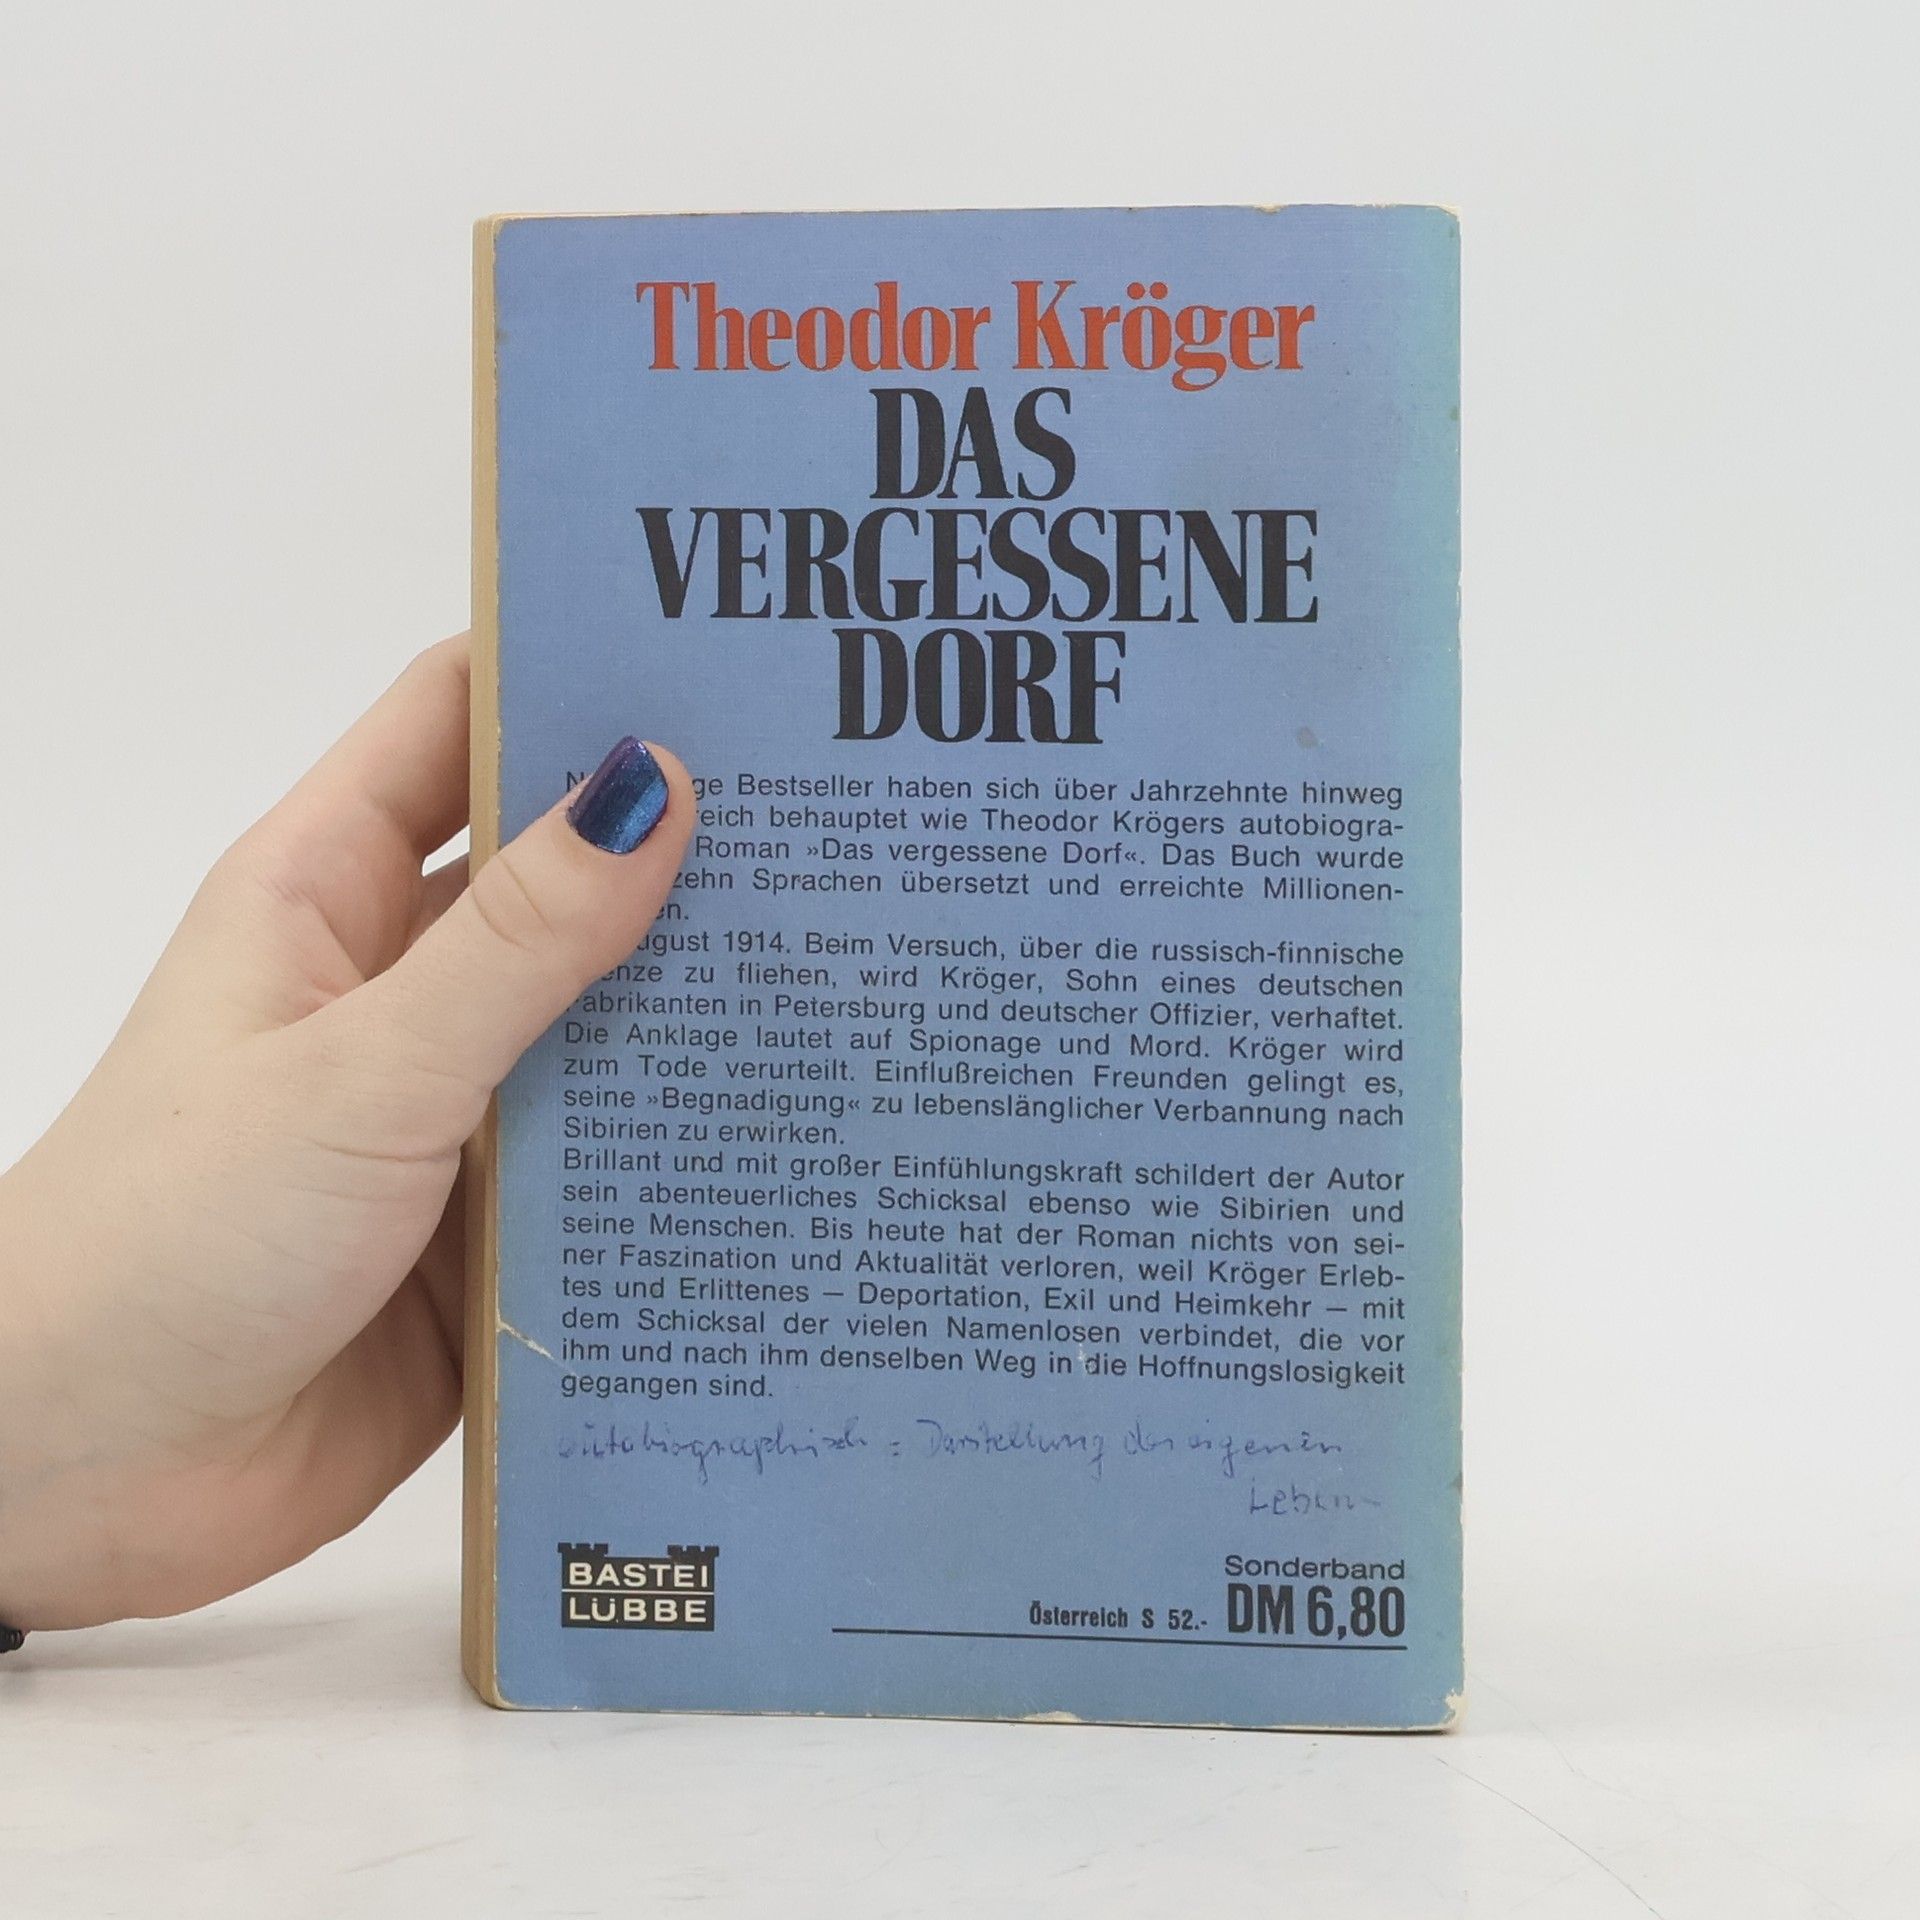 Theodor Kröger
DAS
VERGESSENE
DORF
ge Bestseller haben sich über Jahrzehnte hinweg
reich behauptet wie Theodor Krögers autobiogra-
Roman »Das vergessene Dorf«. Das Buch wurde
zehn Sprachen übersetzt und erreichte Millionen-
en.
ugust 1914. Beim Versuch, über die russisch-finnische
enze zu fliehen, wird Kröger, Sohn eines deutschen
Fabrikanten in Petersburg und deutscher Offizier, verhaftet.
Die Anklage lautet auf Spionage und Mord. Kröger wird
zum Tode verurteilt. Einflußreichen Freunden gelingt es,
seine »Begnadigung« zu lebenslänglicher Verbannung nach
Sibirien zu erwirken.
Brillant und mit großer Einfühlungskraft schildert der Autor
sein abenteuerliches Schicksal ebenso wie Sibirien und
seine Menschen. Bis heute hat der Roman nichts von sei-
ner Faszination und Aktualität verloren, weil Kröger Erleb-
tes und Erlittenes — Deportation, Exil und Heimkehr — mit
dem Schicksal der vielen Namenlosen verbindet, die vor
ihm und nach ihm denselben Weg in die Hoffnungslosigkeit
gegangen sind.
autobiographisch = Darstellung des eigenen
Leben
BASTEI
LÜBBE
Sonderband
Österreich S 52.- DM 6,80